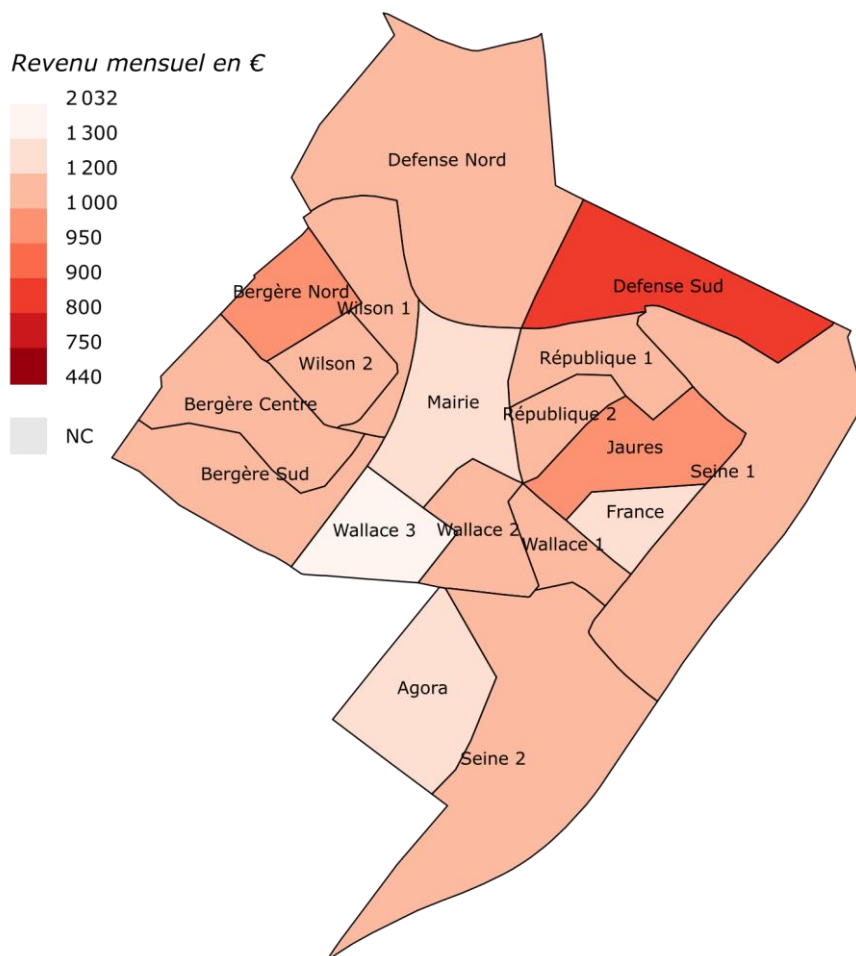 Revenu mensuel en €
2 032
1 300
1 200
1 000
950
900
800
750
440
NC
Defense Nord
Defense Sud
Bergère Nord
Wilson 1
République 1
Wilson 2
Mairie
Bergère Centre
République 2
Jaures
Bergère Sud
Seine 1
France
Wallace 3
Wallace 2
Wallace 1
Agora
Seine 2